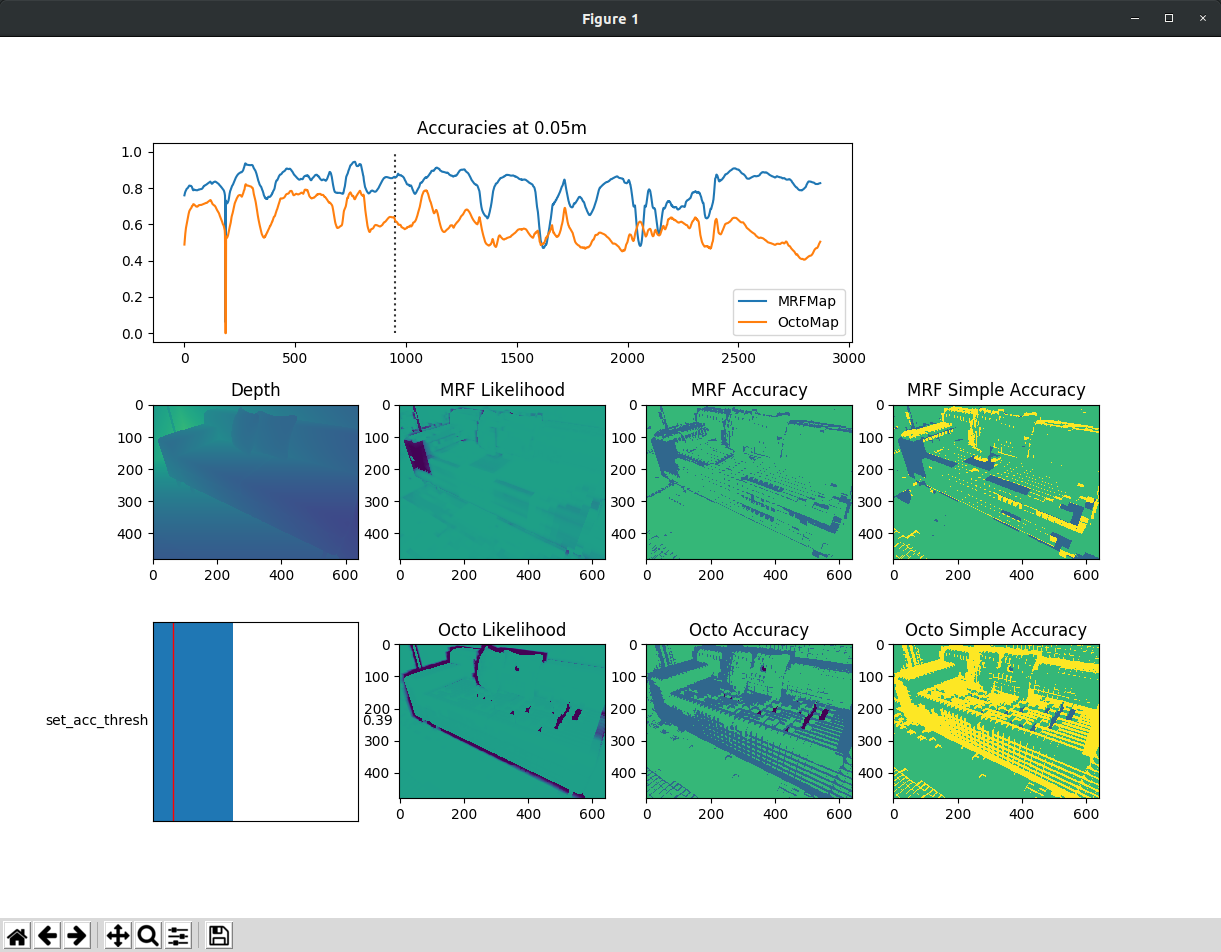 Figure 1
Accuracies at 0.05m
1.0
0.8
0.6
0.4
0.2
0.0
MRFMap
OctoMap
0 500 1000 1500 2000 2500 3000
Depth MRF Likelihood MRF Accuracy MRF Simple Accuracy
0 0 0 0
100 100 100 100
200 200 200 200
300 300 300 300
400 400 400 400
0 200 400 600 0 200 400 600 0 200 400 600 0 200 400 600
Octo Likelihood Octo Accuracy Octo Simple Accuracy
0 0 0
100 100 100
200 200 200
set_acc_thresh 0.39
300 300 300
400 400 400
0 200 400 600 0 200 400 600 0 200 400 600